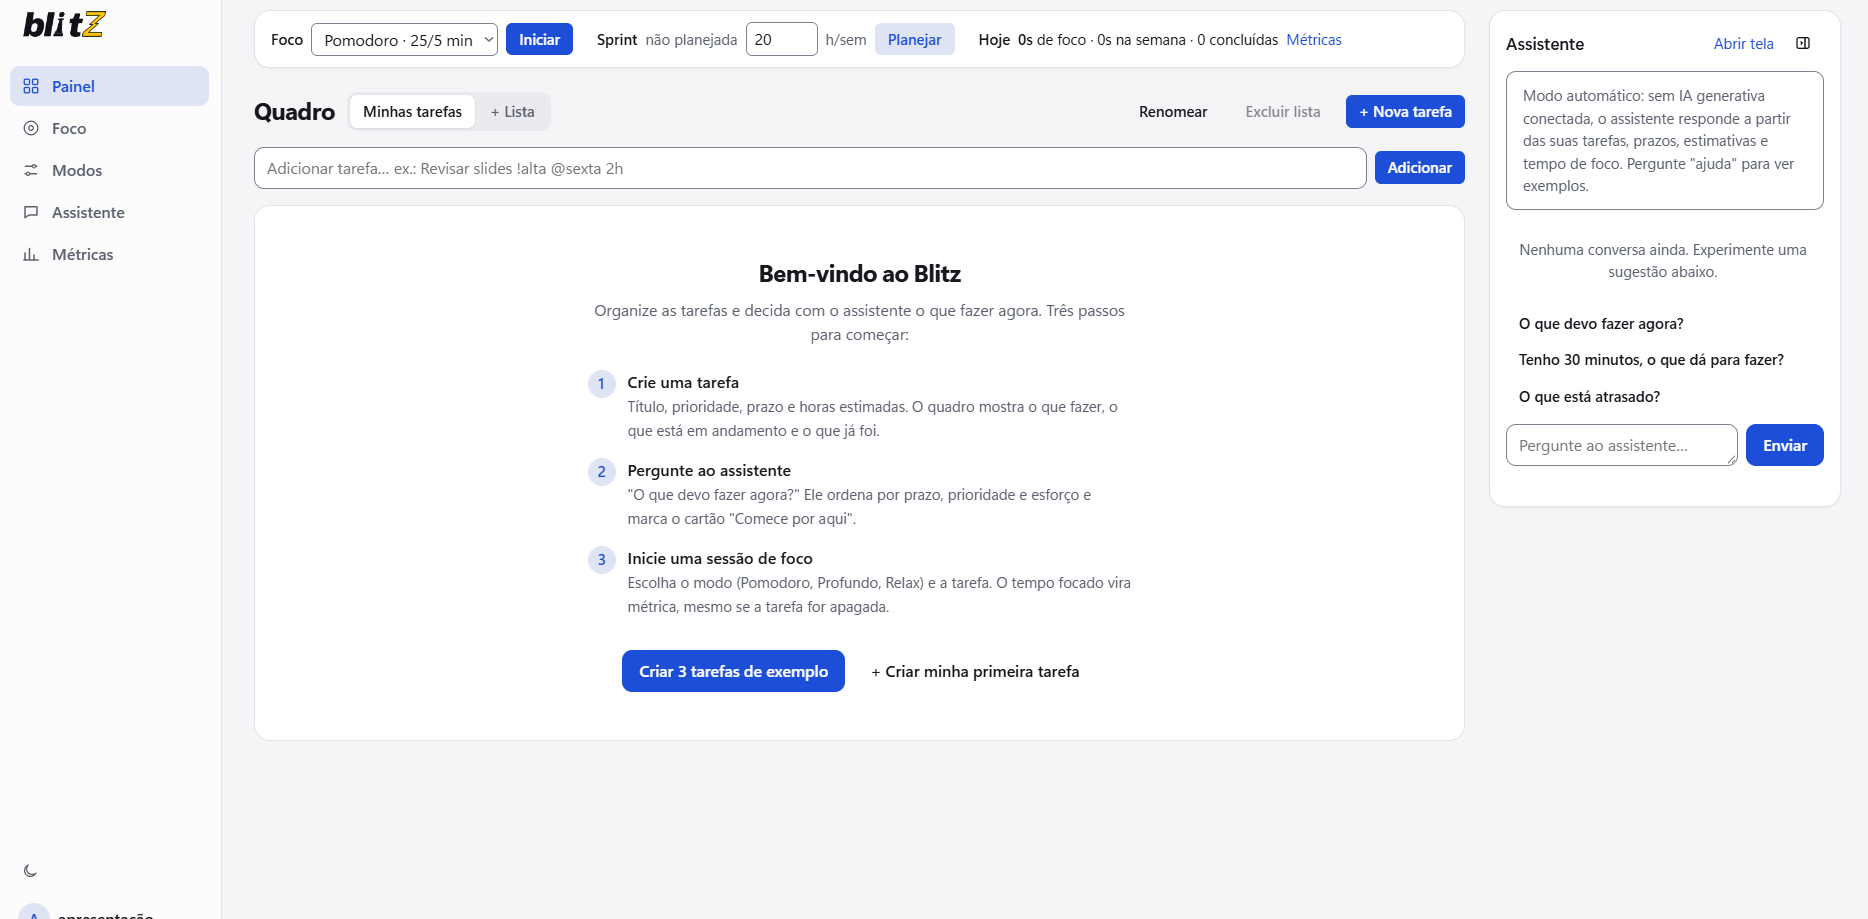 blitz
Painel
Foco
Modos
Assistente
Métricas
A apresentação
Foco Pomodoro · 25/5 min Iniciar Sprint não planejada 20 h/sem Planejar Hoje 0s de foco · 0s na semana · 0 concluídas Métricas
Quadro Minhas tarefas + Lista Renomear Excluir lista + Nova tarefa
Adicionar tarefa... ex.: Revisar slides !alta @sexta 2h Adicionar
Bem-vindo ao Blitz
Organize as tarefas e decida com o assistente o que fazer agora. Três passos
para começar:
1 Crie uma tarefa
Título, prioridade, prazo e horas estimadas. O quadro mostra o que fazer, o
que está em andamento e o que já foi.
2 Pergunte ao assistente
"O que devo fazer agora?" Ele ordena por prazo, prioridade e esforço e
marca o cartão "Comece por aqui".
3 Inicie uma sessão de foco
Escolha o modo (Pomodoro, Profundo, Relax) e a tarefa. O tempo focado vira
métrica, mesmo se a tarefa for apagada.
Criar 3 tarefas de exemplo + Criar minha primeira tarefa
Assistente Abrir tela
Modo automático: sem IA generativa
conectada, o assistente responde a partir
das suas tarefas, prazos, estimativas e
tempo de foco. Pergunte "ajuda" para ver
exemplos.
Nenhuma conversa ainda. Experimente uma
sugestão abaixo.
O que devo fazer agora?
Tenho 30 minutos, o que dá para fazer?
O que está atrasado?
Pergunte ao assistente... Enviar